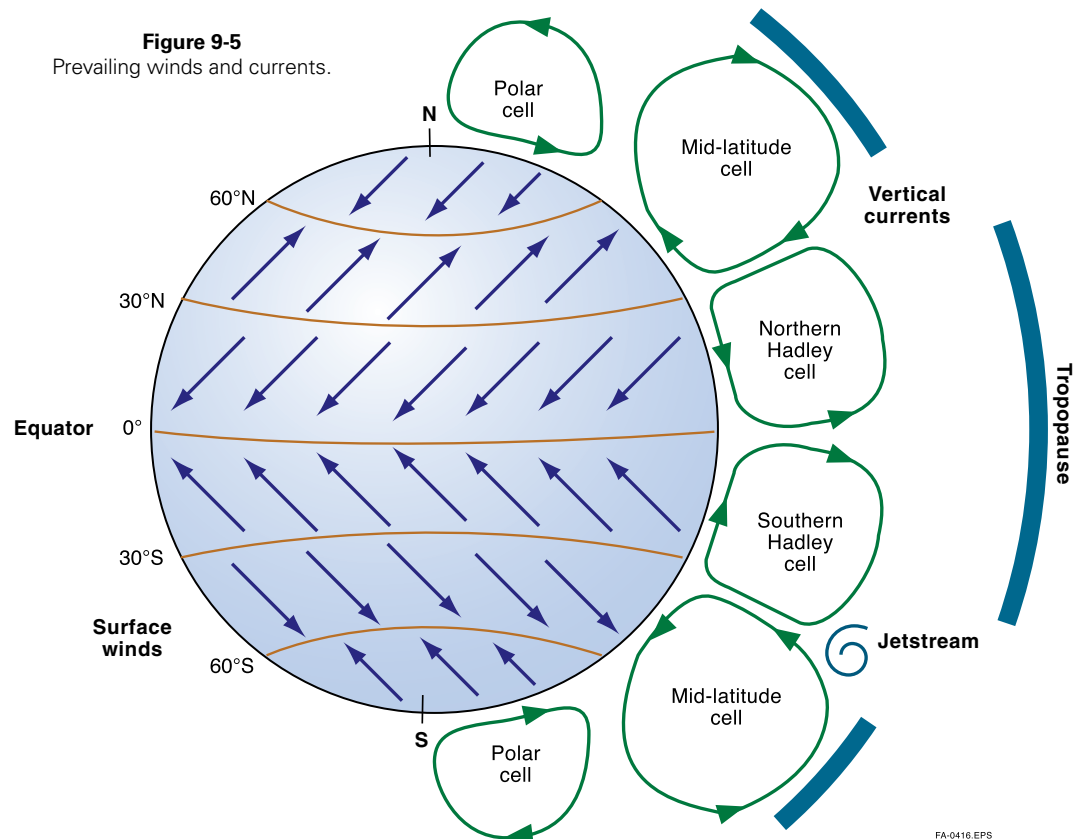 Figure 9-5
Prevailing winds and currents.
N
Polar
cell
Mid-latitude
cell
60°N
Vertical
currents
30°N
Northern
Hadley
cell
Tropopause
Equator
0°
Southern
Hadley
cell
30°S
Surface
winds
Jetstream
60°S
Mid-latitude
cell
S
Polar
cell
FA-0416.EPS